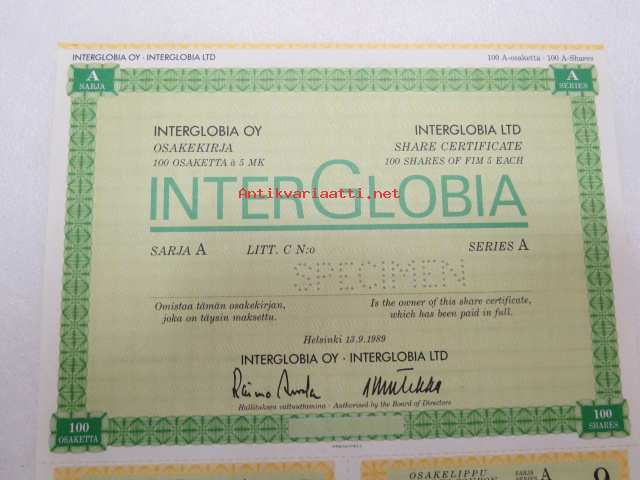 INTERGLOBIA OY · INTERGLOBIA LTD
100 A-osaketta · 100 A-Shares
A
SARJA
A
SERIES
INTERGLOBIA OY
OSAKEKIRJA
100 OSAKETTA à 5 MK
INTERGLOBIA LTD
SHARE CERTIFICATE
100 SHARES OF FIM 5 EACH
INTERGLOBIA
Antikvariaatti.net
SARJA A
LITT. C N:o
SERIES A
SPECIMEN
Omistaa tämän osakekirjan,
joka on täysin maksettu.
Is the owner of this share certificate,
which has been paid in full.
Helsinki 13.9.1989
INTERGLOBIA OY · INTERGLOBIA LTD
Hallituksen valtuuttamina - Authorised by the Board of Directors
100
OSAKETTA
100
SHARES
OSAKELIPPU
SARJA
SERIES
A
9